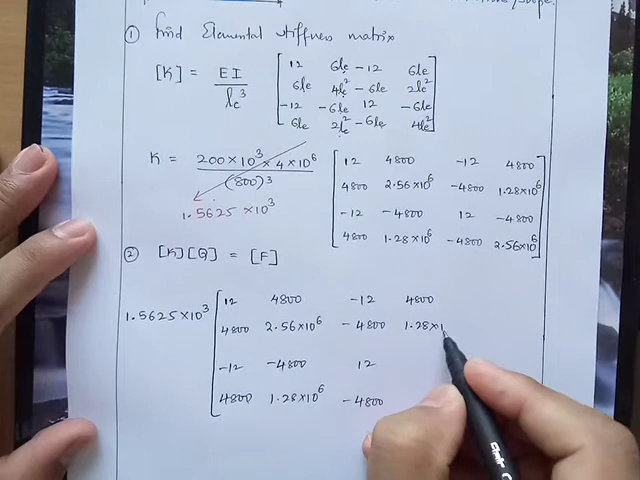 ① Find Elemental stiffness matrix
[K] = EI / le³ [ 12 6le -12 6le
6le 4le² -6le 2le²
-12 -6le 12 -6le
6le 2le² -6le 4le² ]
K = 200×10³ × 4×10⁶ / (800)³ [ 12 4800 -12 4800
4800 2.56×10⁶ -4800 1.28×10⁶
1.5625 ×10³
-12 -4800 12 -4800
4800 1.28×10⁶ -4800 2.56×10⁶ ]
② [K][Q] = [F]
1.5625×10³ [ 12 4800 -12 4800
4800 2.56×10⁶ -4800 1.28×1
-12 -4800 12
4800 1.28×10⁶ -4800